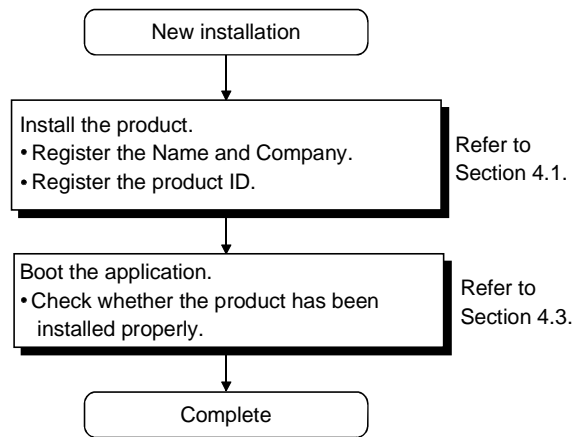 New installation
Install the product.
• Register the Name and Company.
• Register the product ID.
Refer to
Section 4.1.
Boot the application.
• Check whether the product has been
installed properly.
Refer to
Section 4.3.
Complete